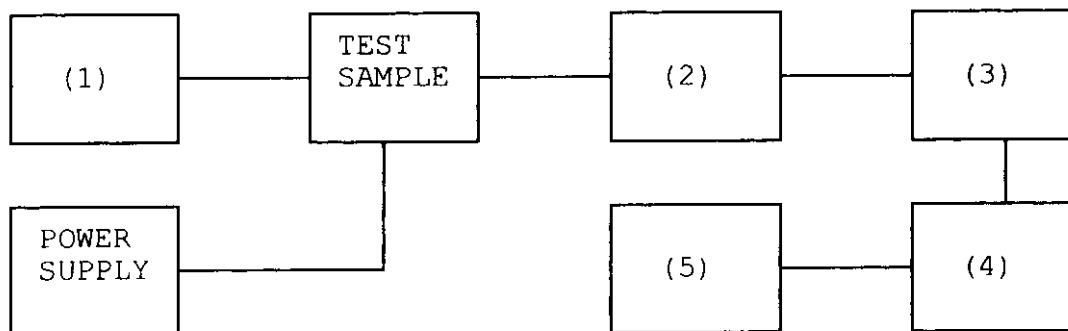 (1)
TEST
SAMPLE
(2)
(3)
POWER
SUPPLY
(5)
(4)